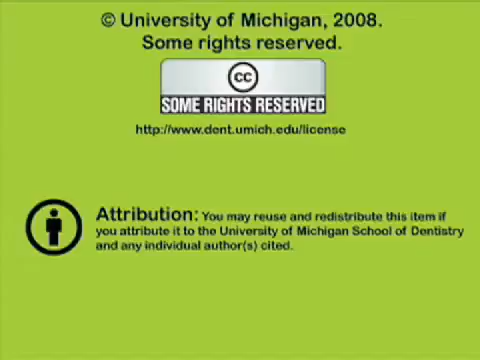 © University of Michigan, 2008.
Some rights reserved.
cc
SOME RIGHTS RESERVED
http://www.dent.umich.edu/license
Attribution: You may reuse and redistribute this item if
you attribute it to the University of Michigan School of Dentistry
and any individual author(s) cited.